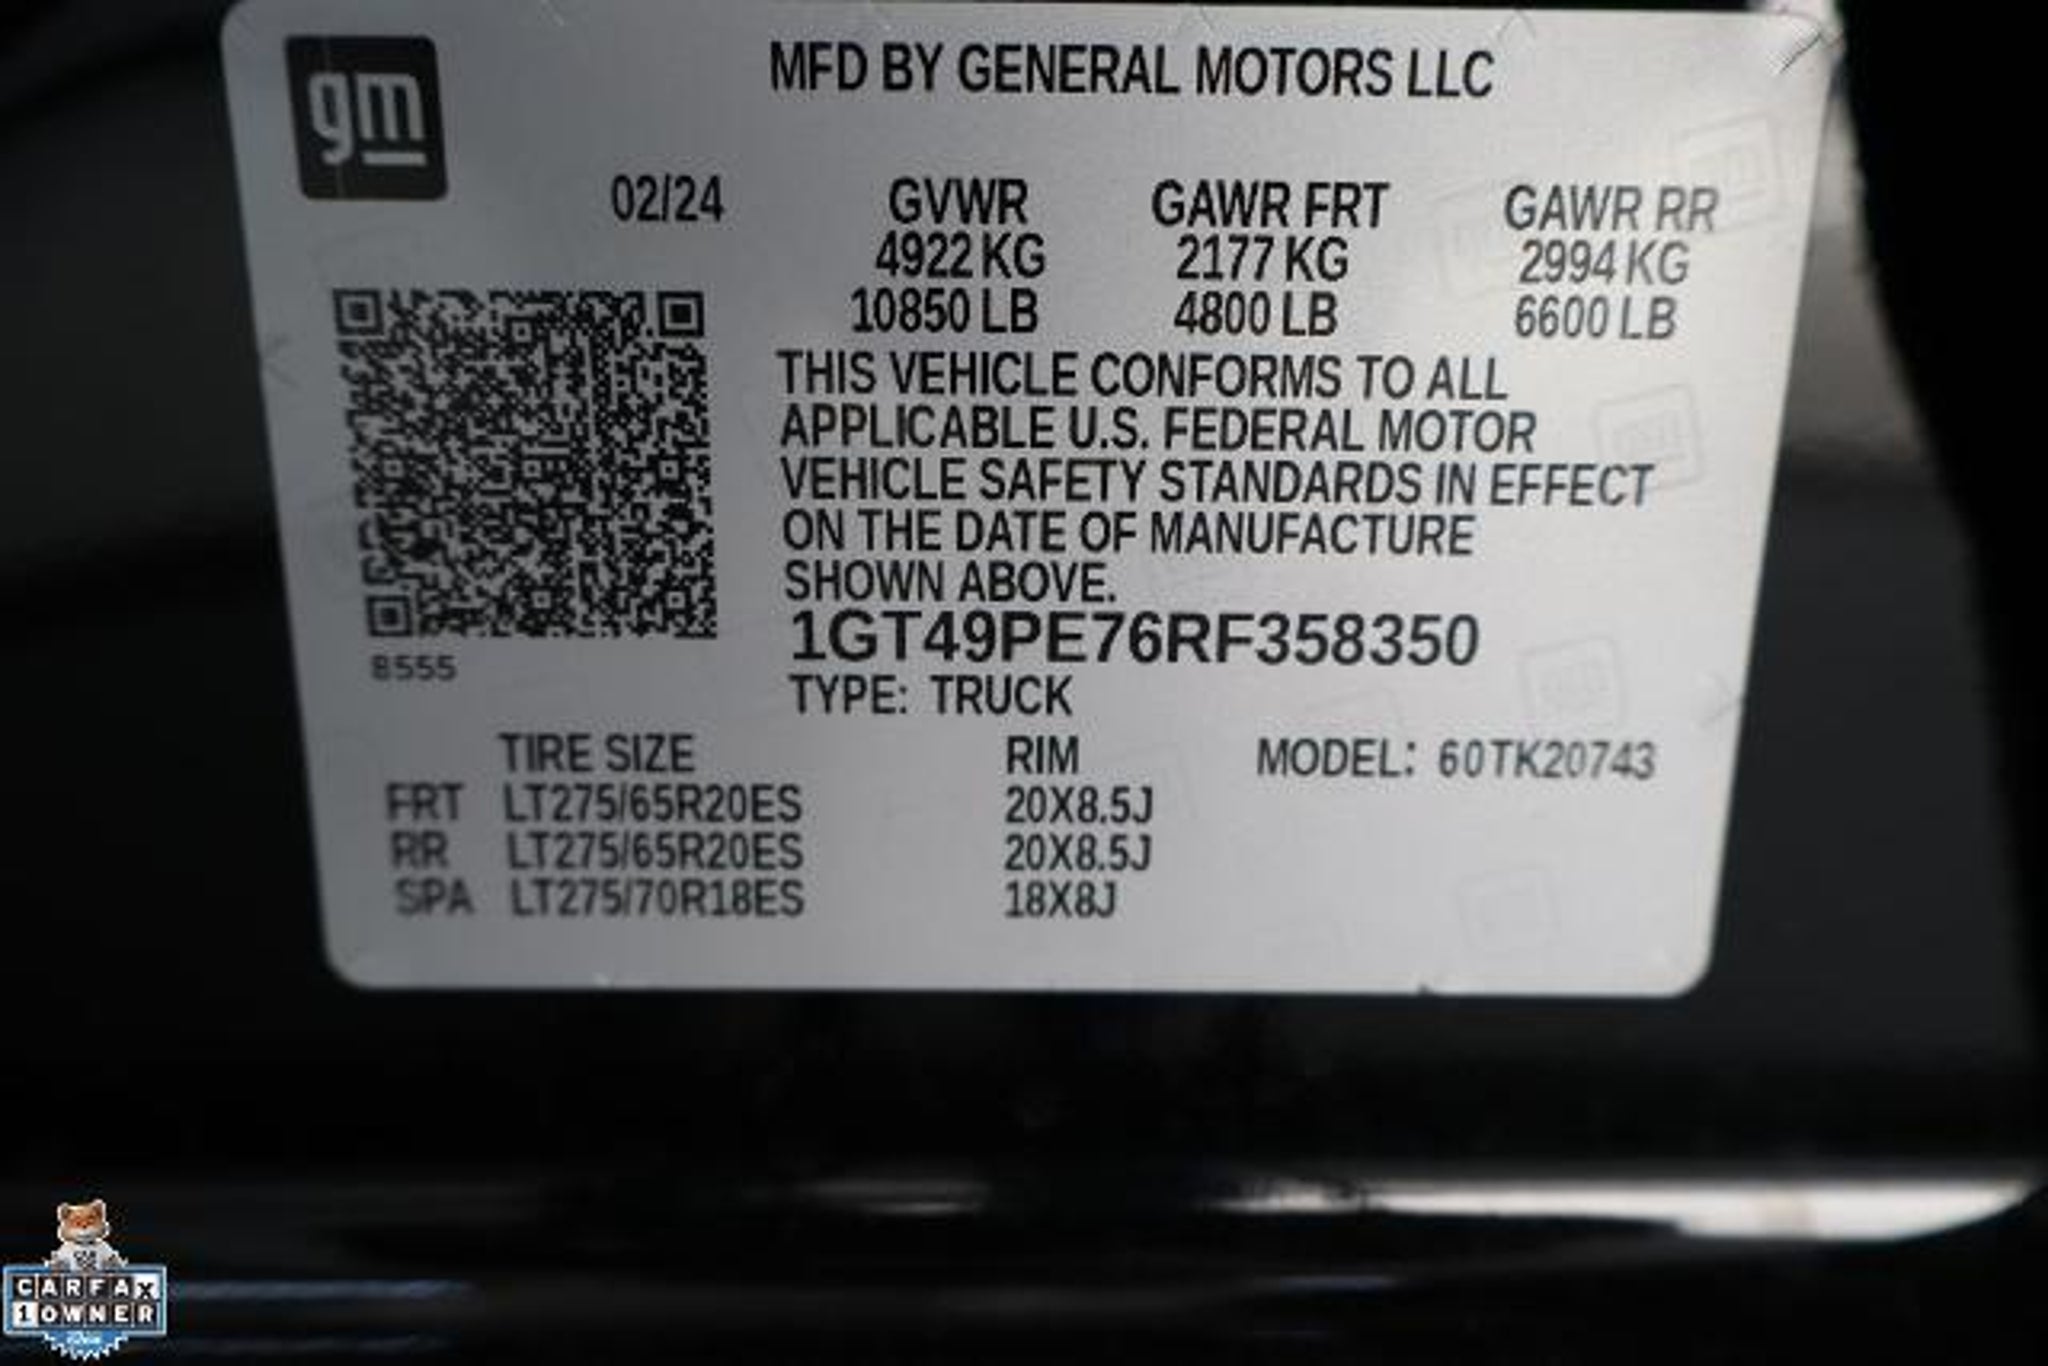 gm
MFD BY GENERAL MOTORS LLC
02/24 GVWR GAWR FRT GAWR RR
4922 KG 2177 KG 2994 KG
10850 LB 4800 LB 6600 LB
THIS VEHICLE CONFORMS TO ALL
APPLICABLE U.S. FEDERAL MOTOR
VEHICLE SAFETY STANDARDS IN EFFECT
ON THE DATE OF MANUFACTURE
SHOWN ABOVE.
1GT49PE76RF358350
8555
TYPE: TRUCK
TIRE SIZE RIM MODEL: 60TK20743
FRT LT275/65R20ES 20X8.5J
RR LT275/65R20ES 20X8.5J
SPA LT275/70R18ES 18X8J
CARFAX
1 OWNER